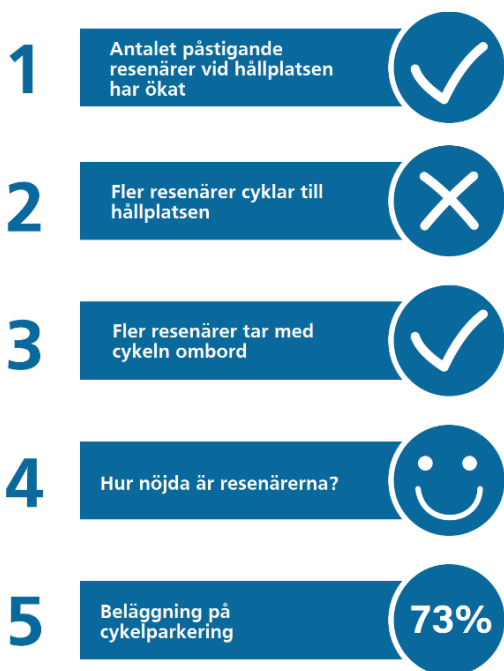 1
Antalet påstigande
resenärer vid hållplatsen
har ökat
2
Fler resenärer cyklar till
hållplatsen
3
Fler resenärer tar med
cykeln ombord
4
Hur nöjda är resenärerna?
5
Beläggning på
cykelparkering
73%